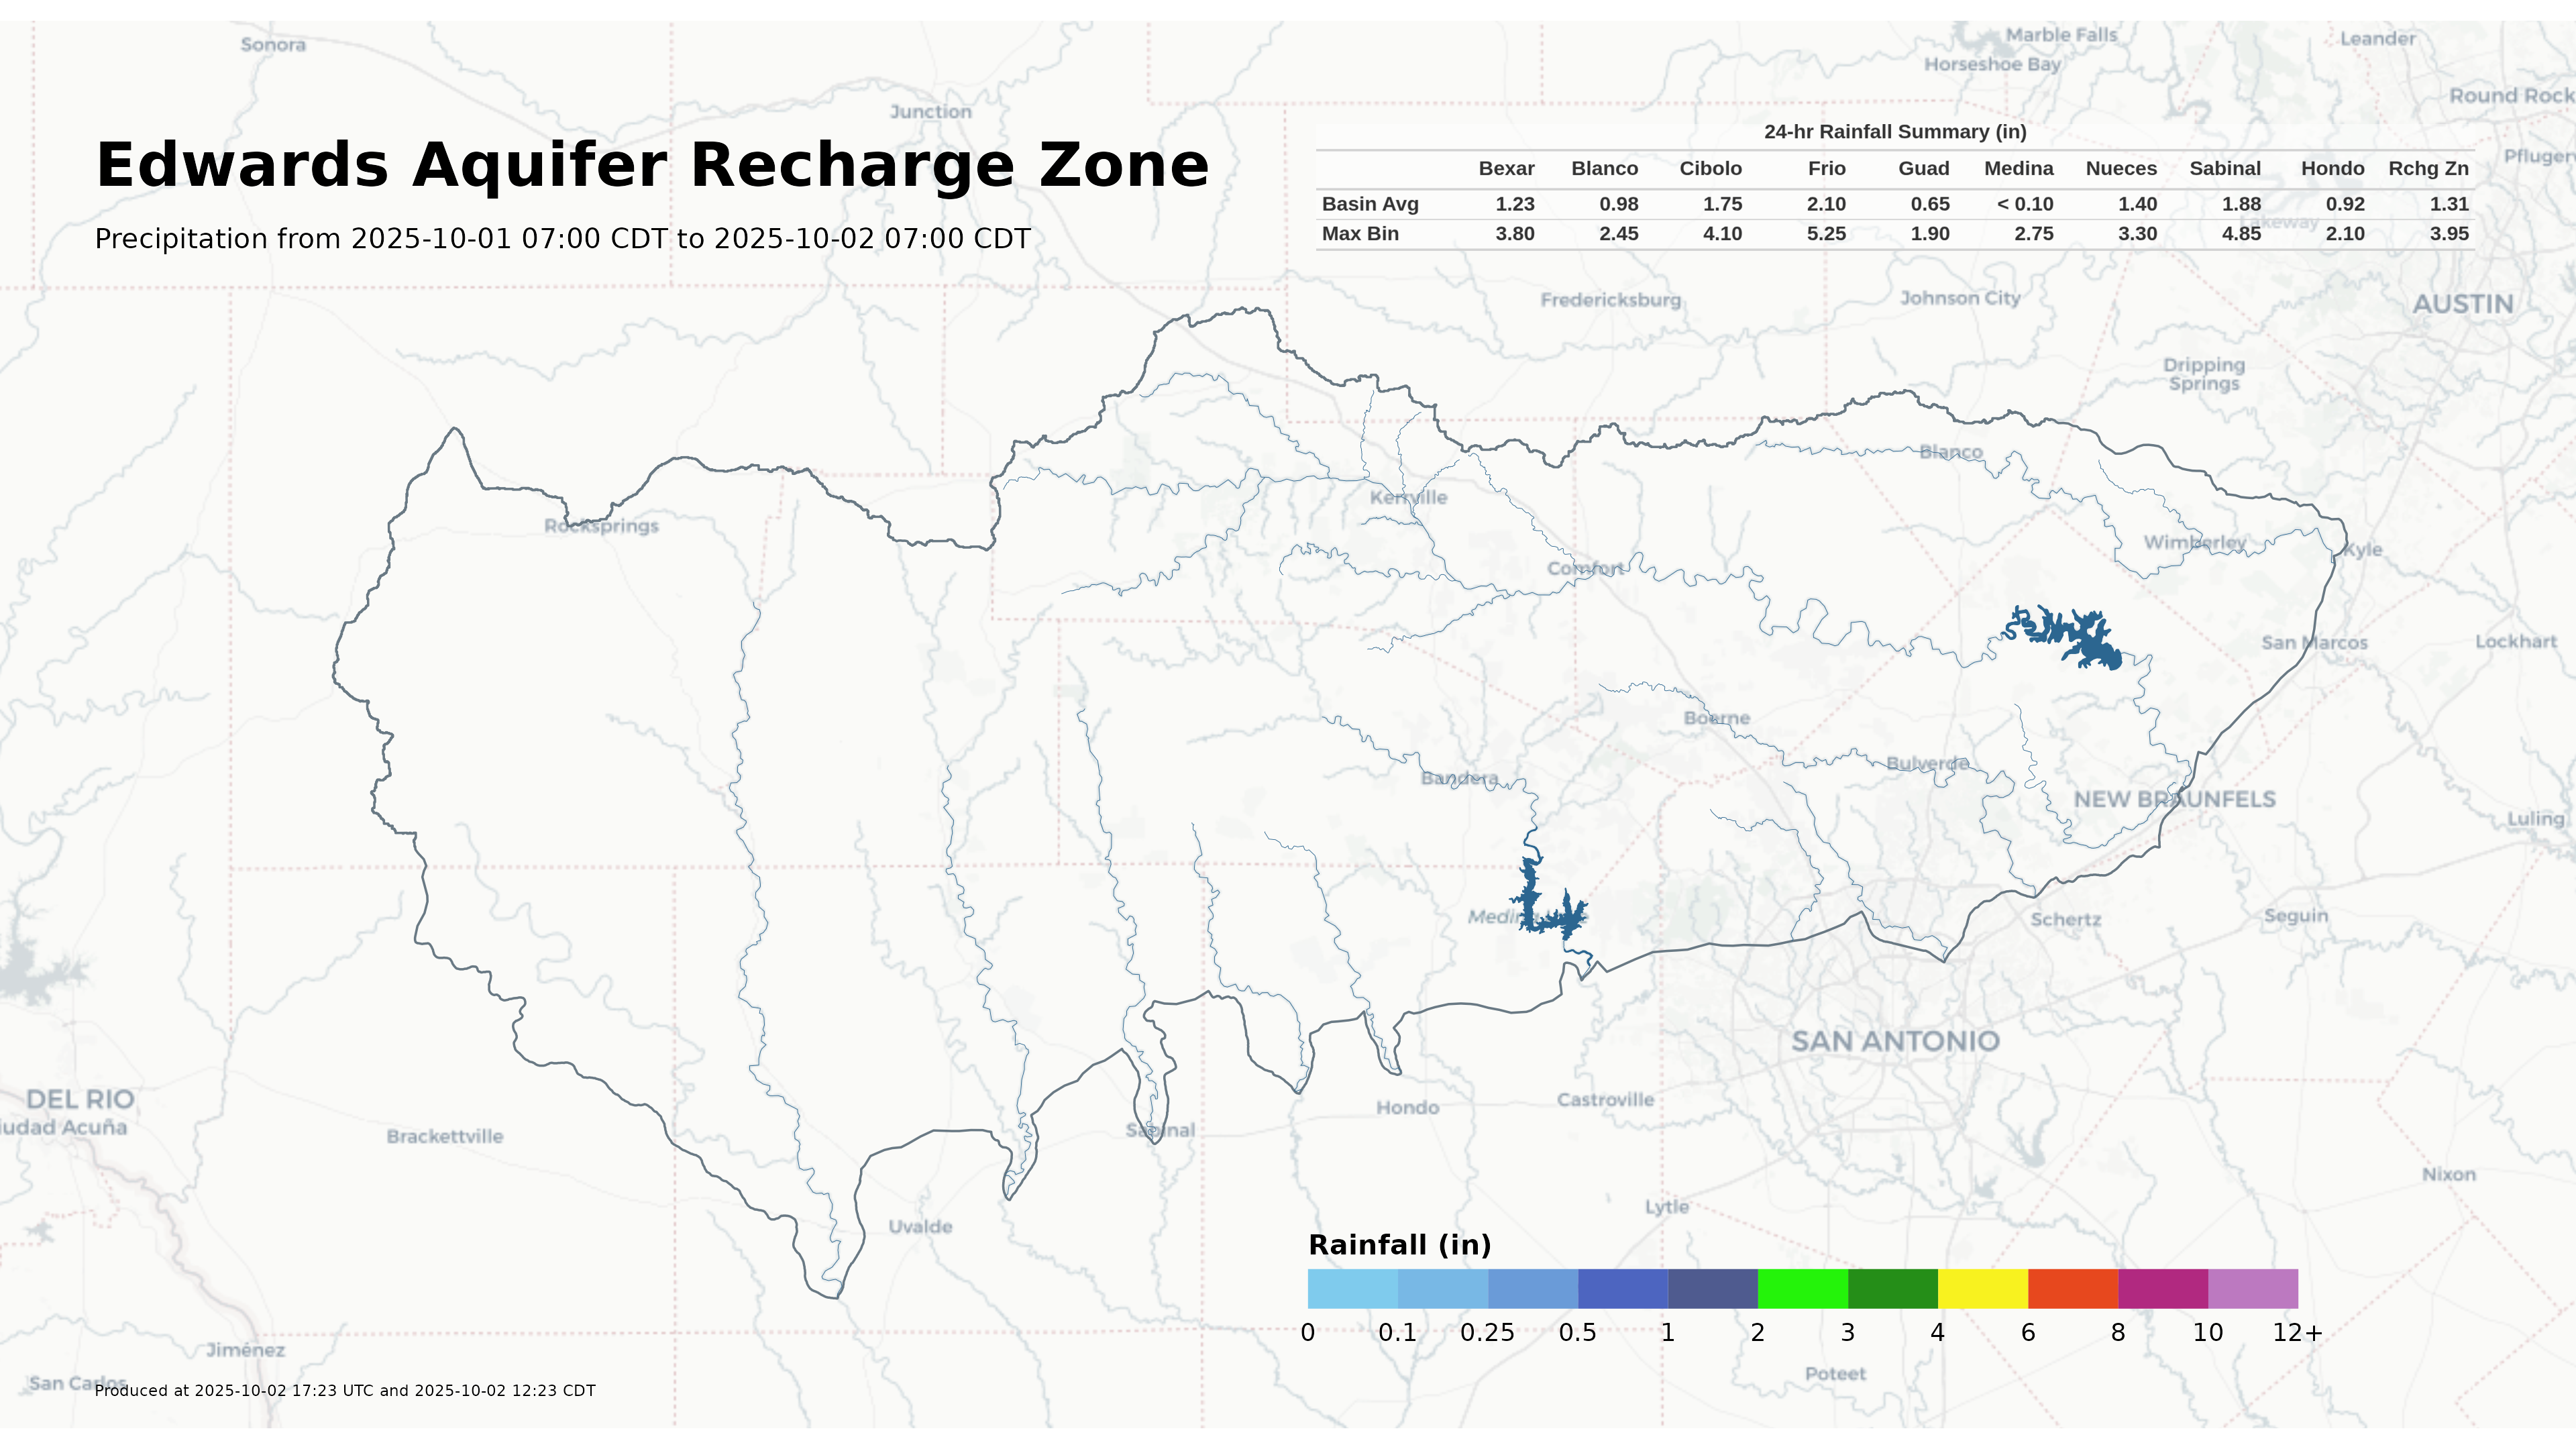 Sonora
Marble Falls
Leander
Horseshoe Bay
Junction
Round Rock
Edwards Aquifer Recharge Zone
Precipitation from 2025-10-01 07:00 CDT to 2025-10-02 07:00 CDT
24-hr Rainfall Summary (in)
Bexar Blanco Cibolo Frio Guad Medina Nueces Sabinal Hondo Rchg Zn
Basin Avg 1.23 0.98 1.75 2.10 0.65 < 0.10 1.40 1.88 0.92 1.31
Max Bin 3.80 2.45 4.10 5.25 1.90 2.75 3.30 4.85 2.10 3.95
Pfluger
Lakeway
Fredericksburg
Johnson City
AUSTIN
Dripping
Springs
Blanco
Kerrville
Rocksprings
Wimberley
Kyle
Comfort
San Marcos
Lockhart
Boerne
Bulverde
Bandera
NEW BRAUNFELS
Luling
Medina
Schertz
Seguin
SAN ANTONIO
DEL RIO
iudad Acuña
Brackettville
Sabinal
Hondo
Castroville
Nixon
Uvalde
Lytle
Rainfall (in)
0 0.1 0.25 0.5 1 2 3 4 6 8 10 12+
Jiménez
Poteet
San Carlos
Produced at 2025-10-02 17:23 UTC and 2025-10-02 12:23 CDT